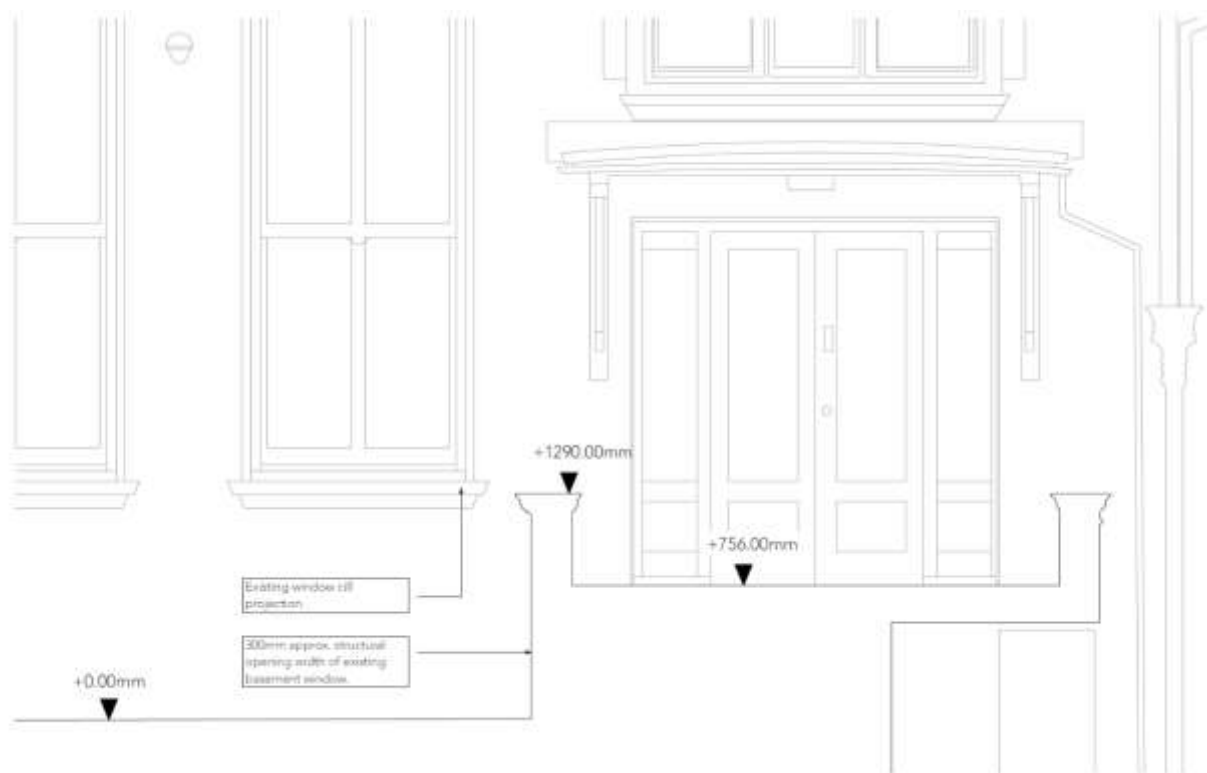 +1290.00mm
+756.00mm
Existing window cill
projection
300mm approx. structural
opening width of existing
basement window.
+0.00mm